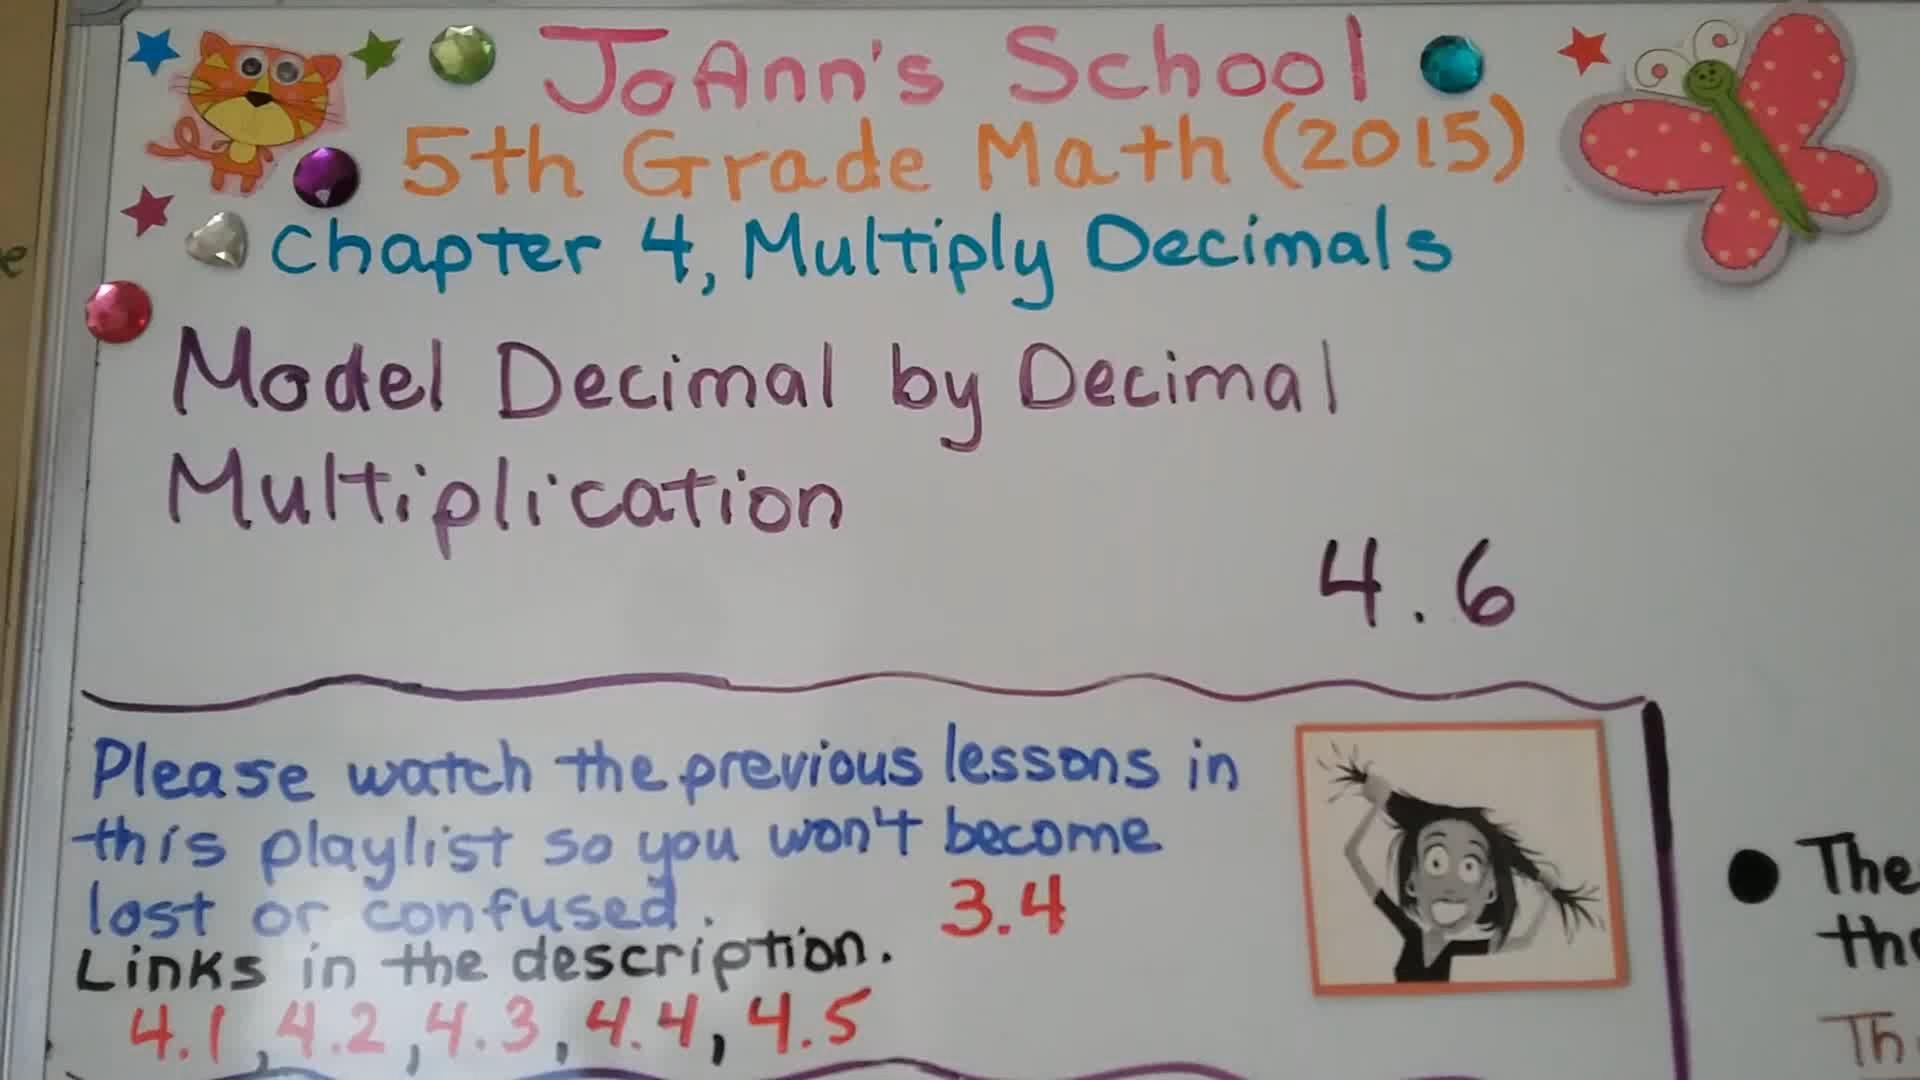 JoAnn's School
5th Grade Math (2015)
Chapter 4, Multiply Decimals
Model Decimal by Decimal
Multiplication
4.6
Please watch the previous lessons in
this playlist so you won't become
lost or confused. 3.4
Links in the description.
4.1, 4.2, 4.3, 4.4, 4.5
The